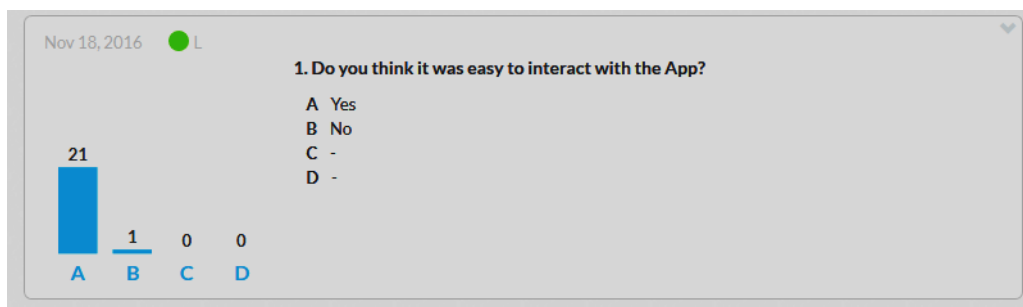 Nov 18, 2016 L
1. Do you think it was easy to interact with the App?
A Yes
B No
C -
D -
21
1
0
0
A B C D